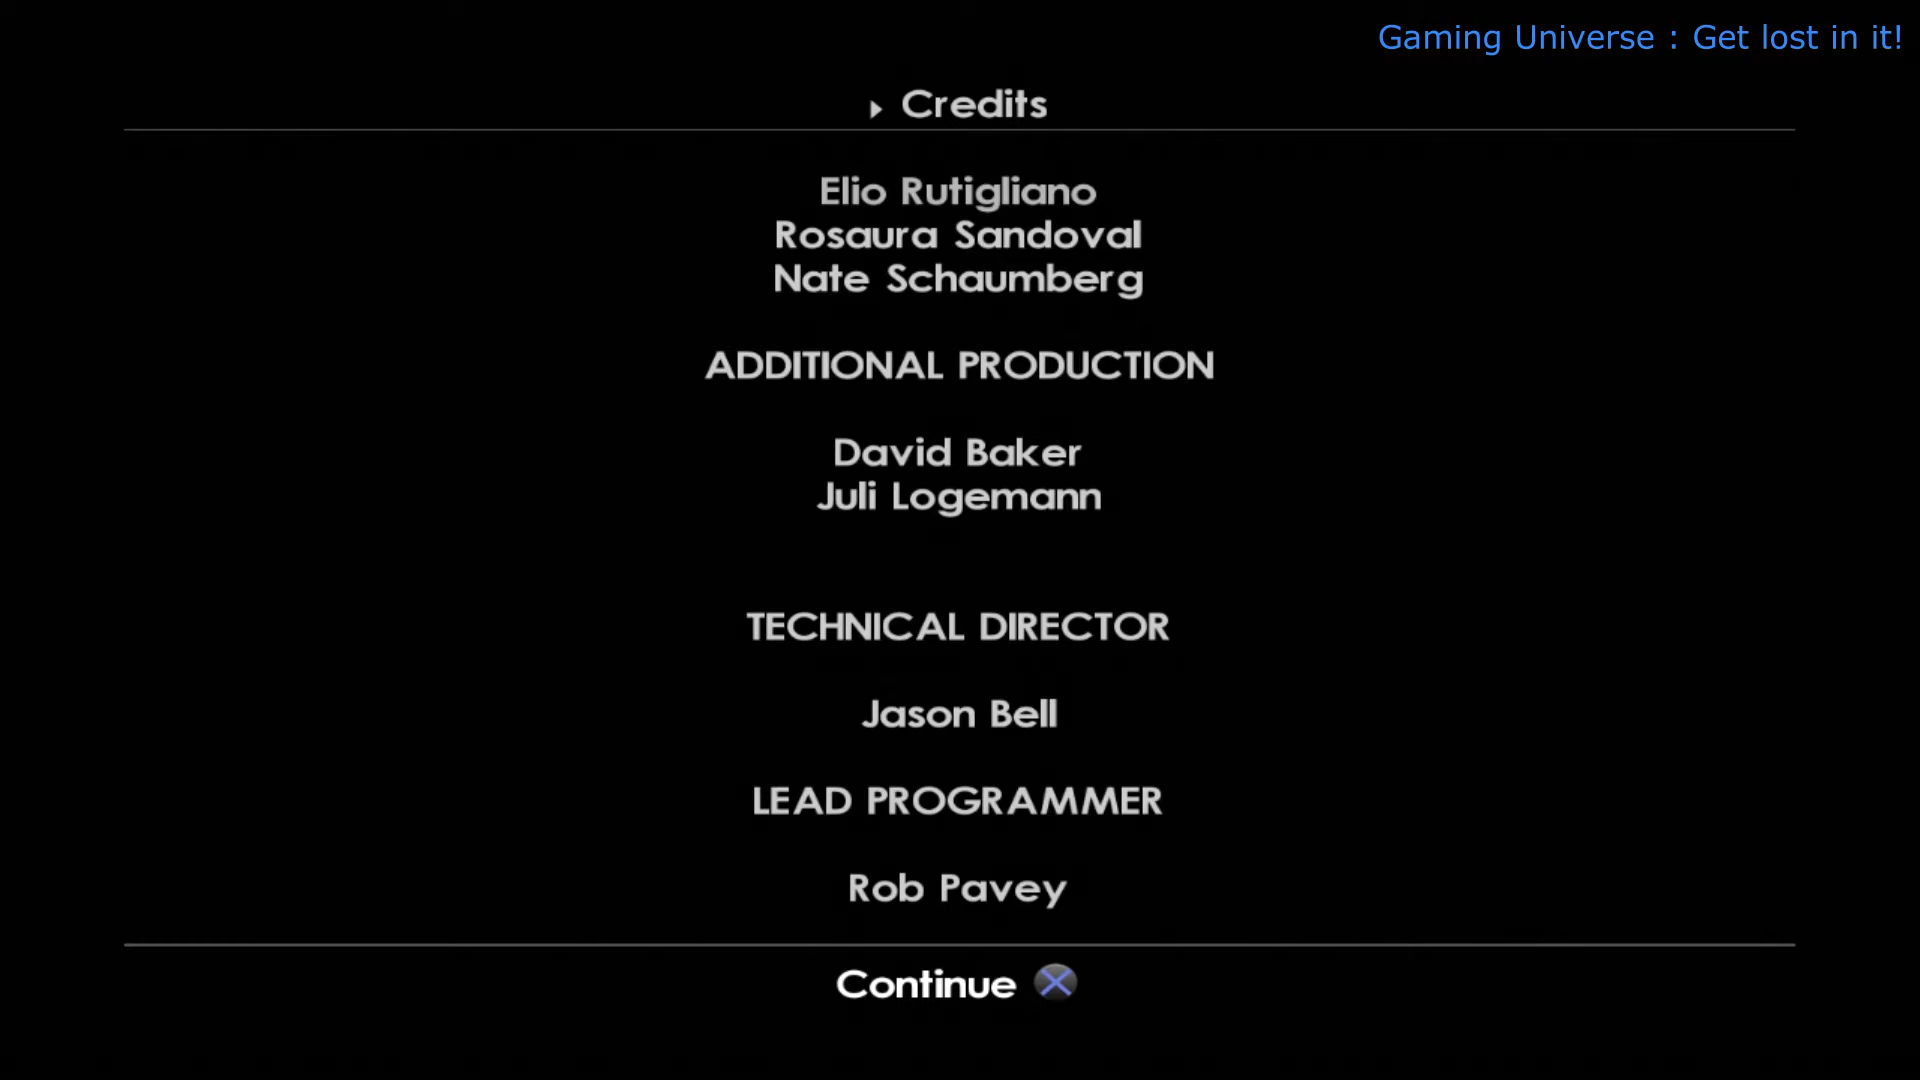 Gaming Universe : Get lost in it!
Credits
Elio Rutigliano
Rosaura Sandoval
Nate Schaumberg
ADDITIONAL PRODUCTION
David Baker
Juli Logemann
TECHNICAL DIRECTOR
Jason Bell
LEAD PROGRAMMER
Rob Pavey
Continue